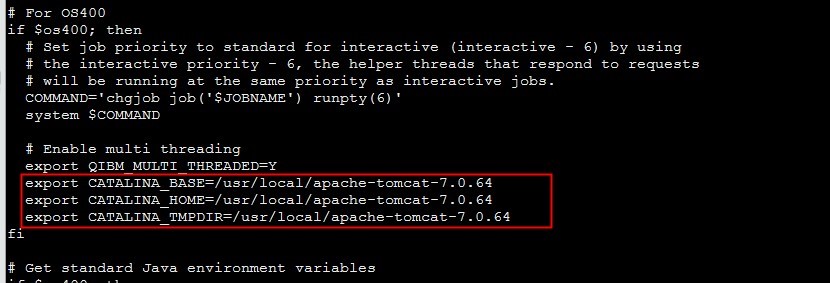 # For OS400
if $os400; then
# Set job priority to standard for interactive (interactive - 6) by using
# the interactive priority - 6, the helper threads that respond to requests
# will be running at the same priority as interactive jobs.
COMMAND='chgjob job('$JOBNAME') runpty(6)'
system $COMMAND
# Enable multi threading
export QIBM_MULTI_THREADED=Y
export CATALINA_BASE=/usr/local/apache-tomcat-7.0.64
export CATALINA_HOME=/usr/local/apache-tomcat-7.0.64
export CATALINA_TMPDIR=/usr/local/apache-tomcat-7.0.64
fi
# Get standard Java environment variables